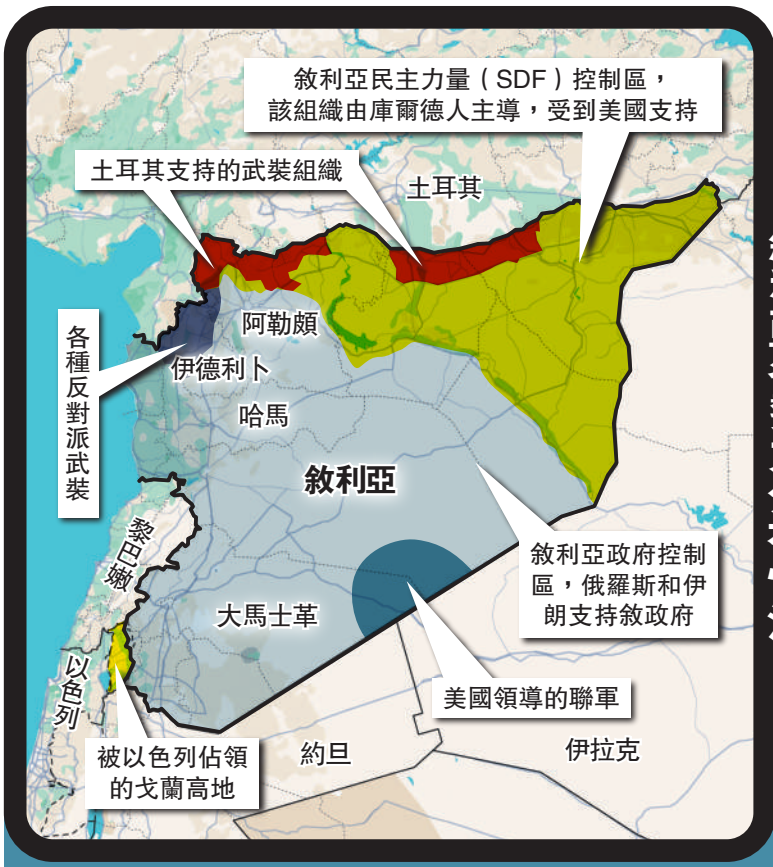 敘利亞民主力量（SDF）控制區，
該組織由庫爾德人主導，受到美國支持
土耳其支持的武裝組織
土耳其
各種反對派武裝
阿勒頗
伊德利卜
哈馬
敘利亞
黎巴嫩
敘利亞政府控制
區，俄羅斯和伊
朗支持敘政府
大馬士革
以色列
美國領導的聯軍
被以色列佔領
的戈蘭高地
約旦
伊拉克